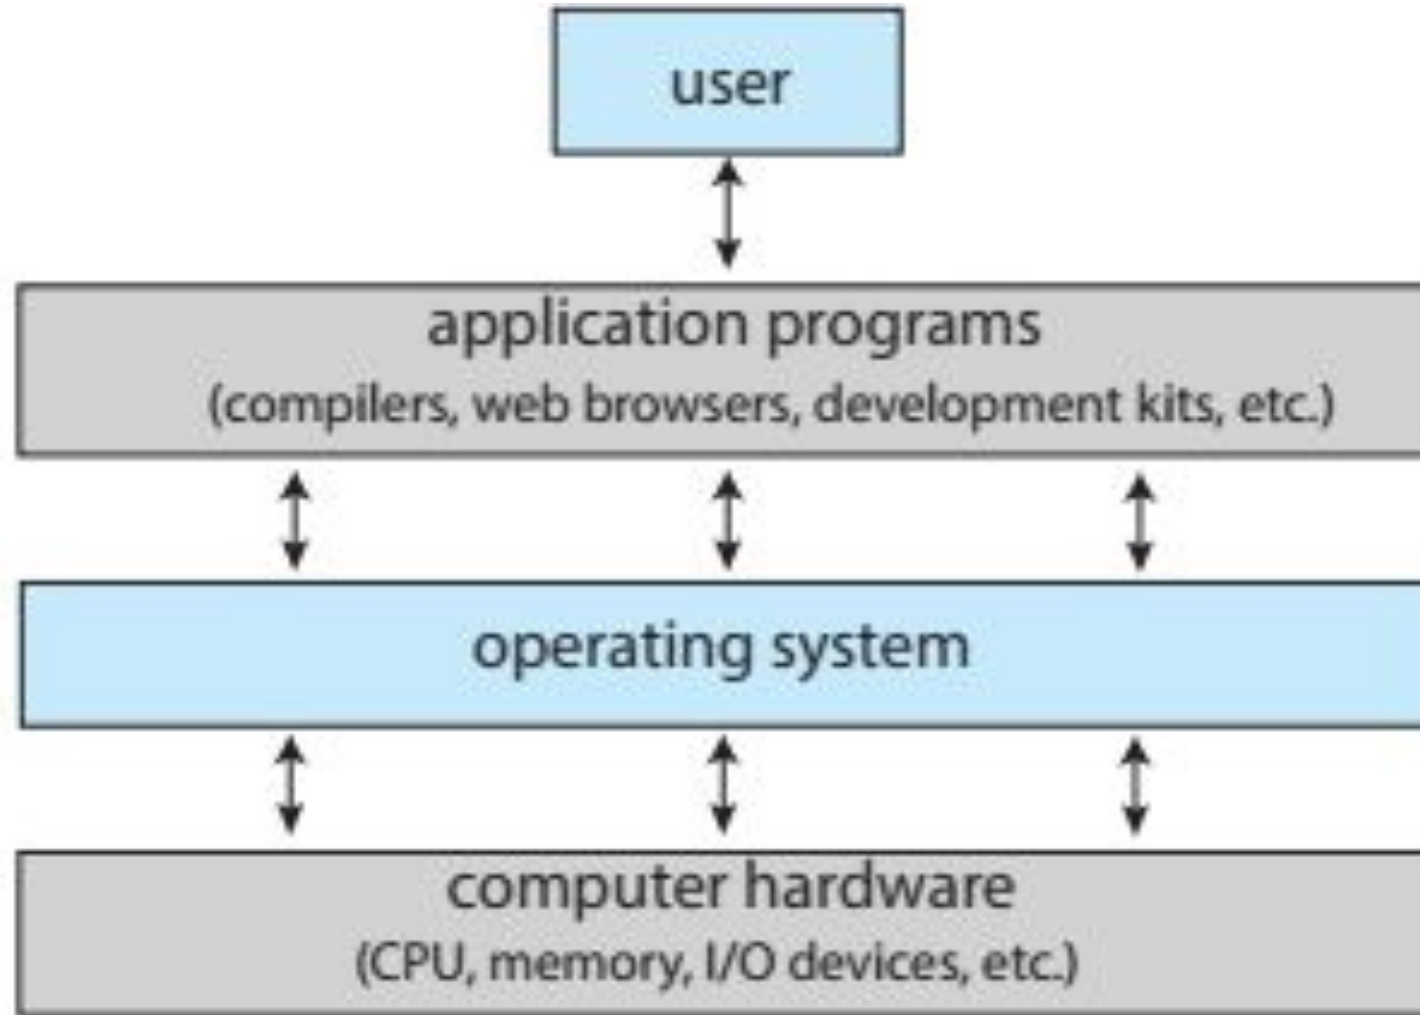 user
application programs
(compilers, web browsers, development kits, etc.)
operating system
computer hardware
(CPU, memory, I/O devices, etc.)